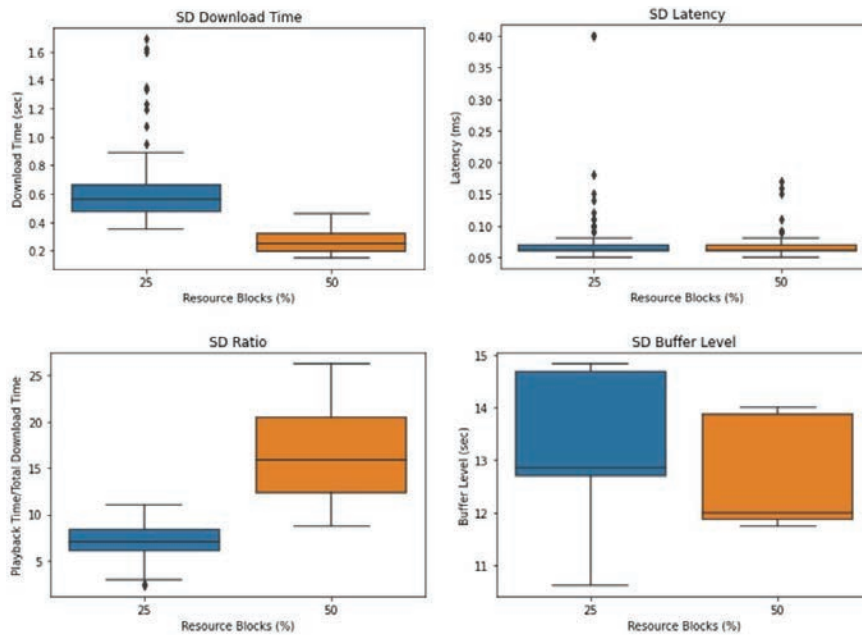 SD Download Time
Download Time (sec)
1.6
1.4
1.2
1.0
0.8
0.6
0.4
0.2
25
50
Resource Blocks (%)
SD Latency
Latency (ms)
0.40
0.35
0.30
0.25
0.20
0.15
0.10
0.05
25
50
Resource Blocks (%)
SD Ratio
Playback Time/Total Download Time
25
20
15
10
5
25
50
Resource Blocks (%)
SD Buffer Level
Buffer Level (sec)
15
14
13
12
11
25
50
Resource Blocks (%)